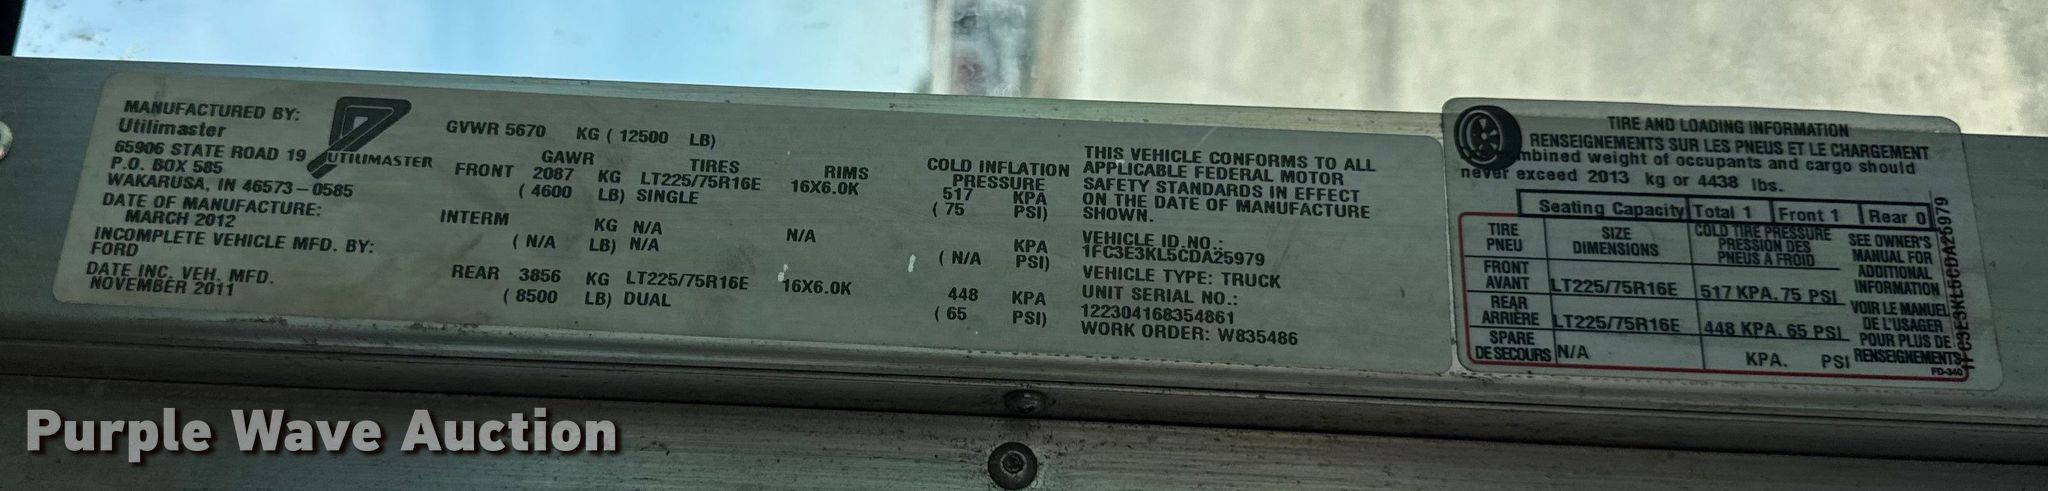 MANUFACTURED BY:
Utilimaster
65906 STATE ROAD 19
P.O. BOX 585
WAKARUSA, IN 46573-0585
DATE OF MANUFACTURE:
MARCH 2012
INCOMPLETE VEHICLE MFD. BY:
FORD
DATE INC. VEH. MFD.
NOVEMBER 2011
UTILIMASTER
GVWR 5670 KG ( 12500 LB)
GAWR TIRES RIMS COLD INFLATION PRESSURE
FRONT 2087 KG LT225/75R16E 16X6.0K 517 KPA
( 4600 LB) SINGLE ( 75 PSI)
INTERM KG N/A N/A KPA
( N/A LB) N/A ( N/A PSI)
REAR 3856 KG LT225/75R16E 16X6.0K 448 KPA
( 8500 LB) DUAL ( 65 PSI)
THIS VEHICLE CONFORMS TO ALL
APPLICABLE FEDERAL MOTOR
SAFETY STANDARDS IN EFFECT
ON THE DATE OF MANUFACTURE
SHOWN.
VEHICLE ID.NO.:
1FC3E3KL5CDA25979
VEHICLE TYPE: TRUCK
UNIT SERIAL NO.:
122304168354861
WORK ORDER: W835486
TIRE AND LOADING INFORMATION
RENSEIGNEMENTS SUR LES PNEUS ET LE CHARGEMENT
mbined weight of occupants and cargo should
never exceed 2013 kg or 4438 lbs.
Seating Capacity Total 1 Front 1 Rear 0
TIRE
PNEU
SIZE
DIMENSIONS
COLD TIRE PRESSURE
PRESSION DES
PNEUS A FROID
FRONT
AVANT
LT225/75R16E 517 KPA. 75 PSI
REAR
ARRIÈRE
LT225/75R16E 448 KPA. 65 PSI
SPARE
DE SECOURS
N/A KPA. PSI
SEE OWNER'S
MANUAL FOR
ADDITIONAL
INFORMATION
VOIR LE MANUEL
DE L'USAGER
POUR PLUS DE
RENSEIGNEMENTS
FD-340
1FC3E3KL5CDA25979
Purple Wave Auction